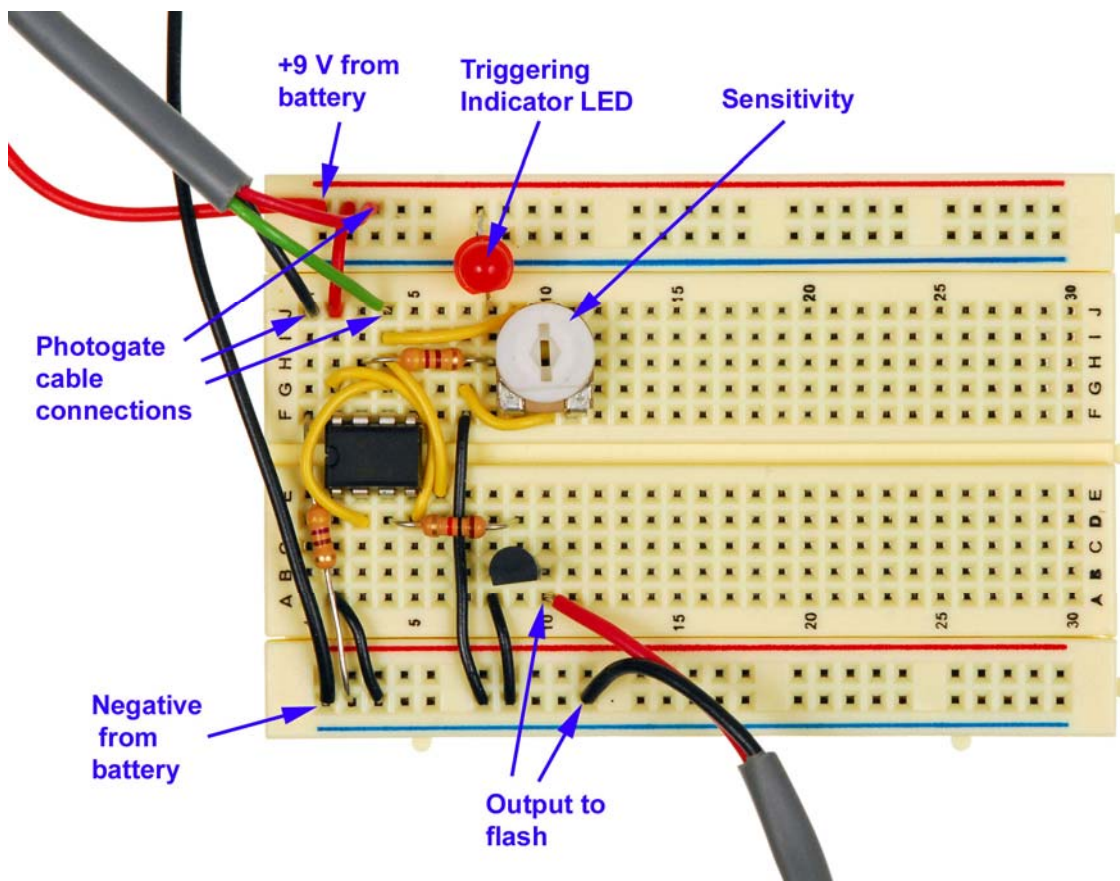 +9 V from
battery
Triggering
Indicator LED
Sensitivity
5
10
15
20
25
30
J
I
H
G
F
J
I
H
G
F
Photogate
cable
connections
E
D
C
B
A
E
D
C
B
A
5
10
15
20
25
30
Negative
from
battery
Output to
flash